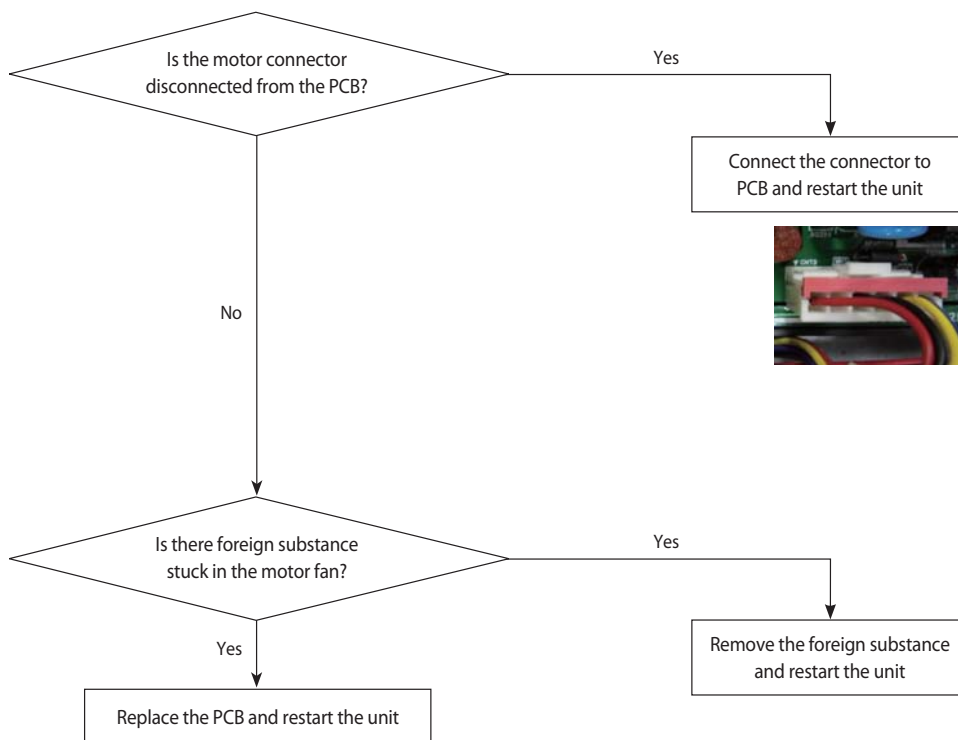 Is the motor connector
disconnected from the PCB?
Yes
Connect the connector to
PCB and restart the unit
No
Is there foreign substance
stuck in the motor fan?
Yes
Remove the foreign substance
and restart the unit
Yes
Replace the PCB and restart the unit